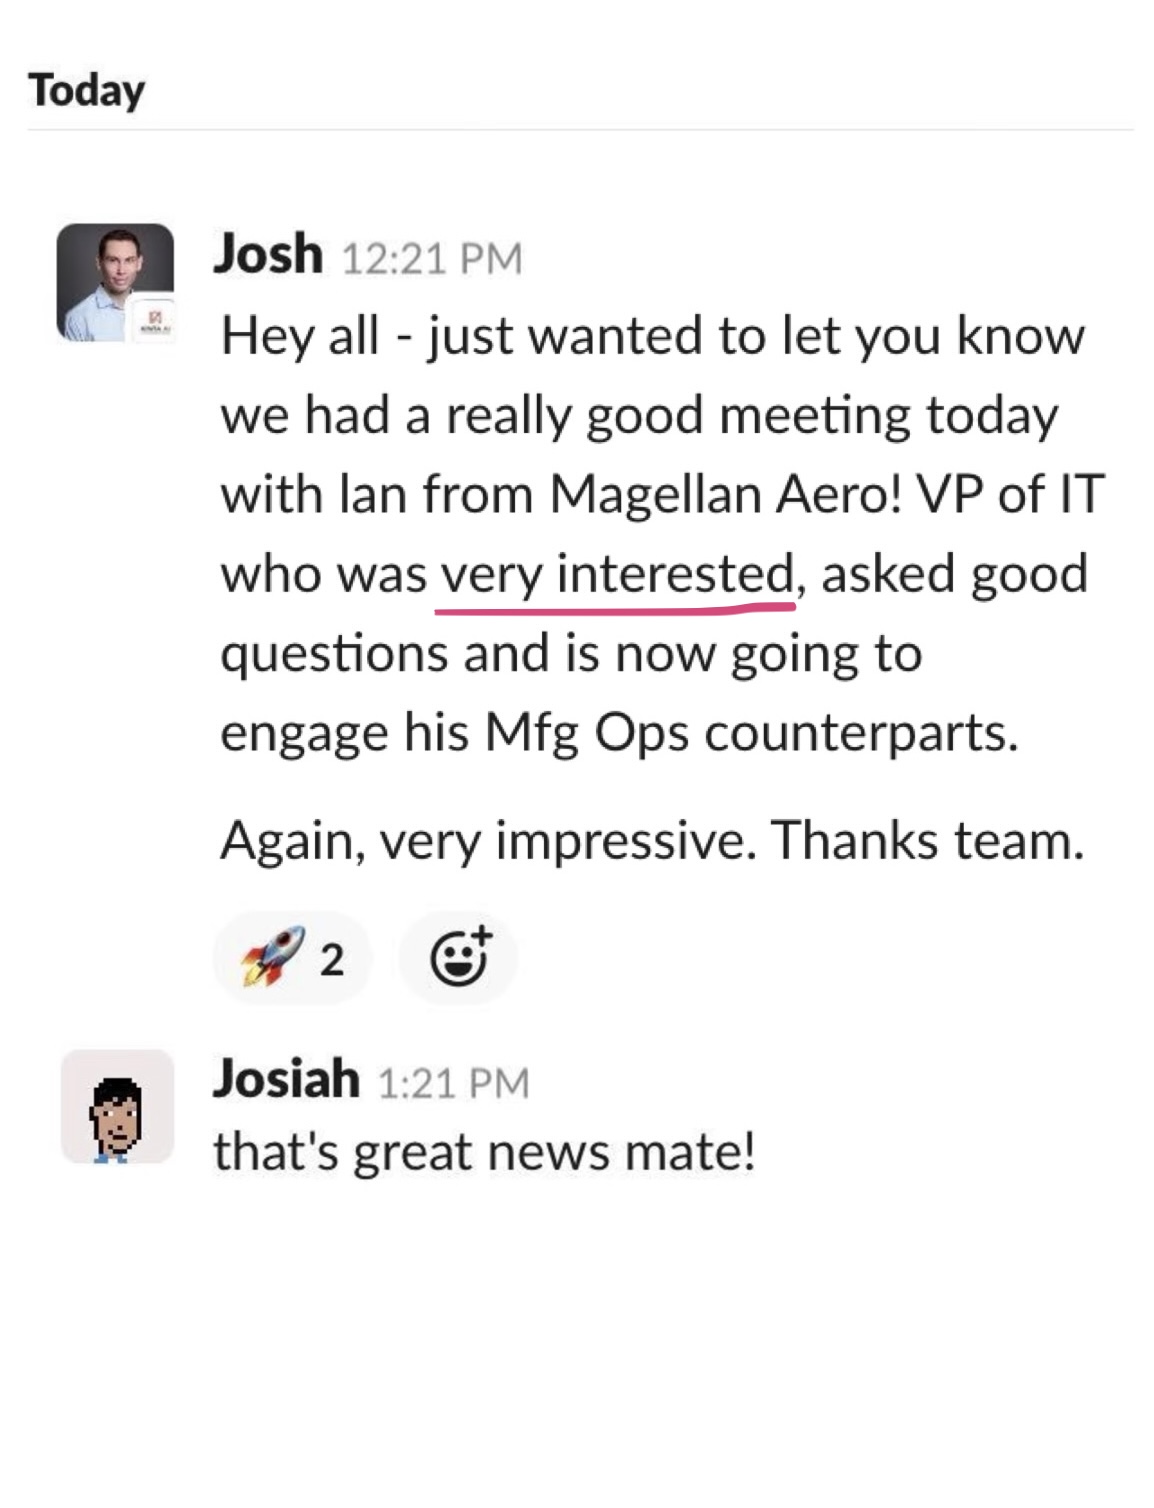 Today
Josh 12:21 PM
Hey all - just wanted to let you know
we had a really good meeting today
with Ian from Magellan Aero! VP of IT
who was very interested, asked good
questions and is now going to
engage his Mfg Ops counterparts.
Again, very impressive. Thanks team.
2
Josiah 1:21 PM
that's great news mate!